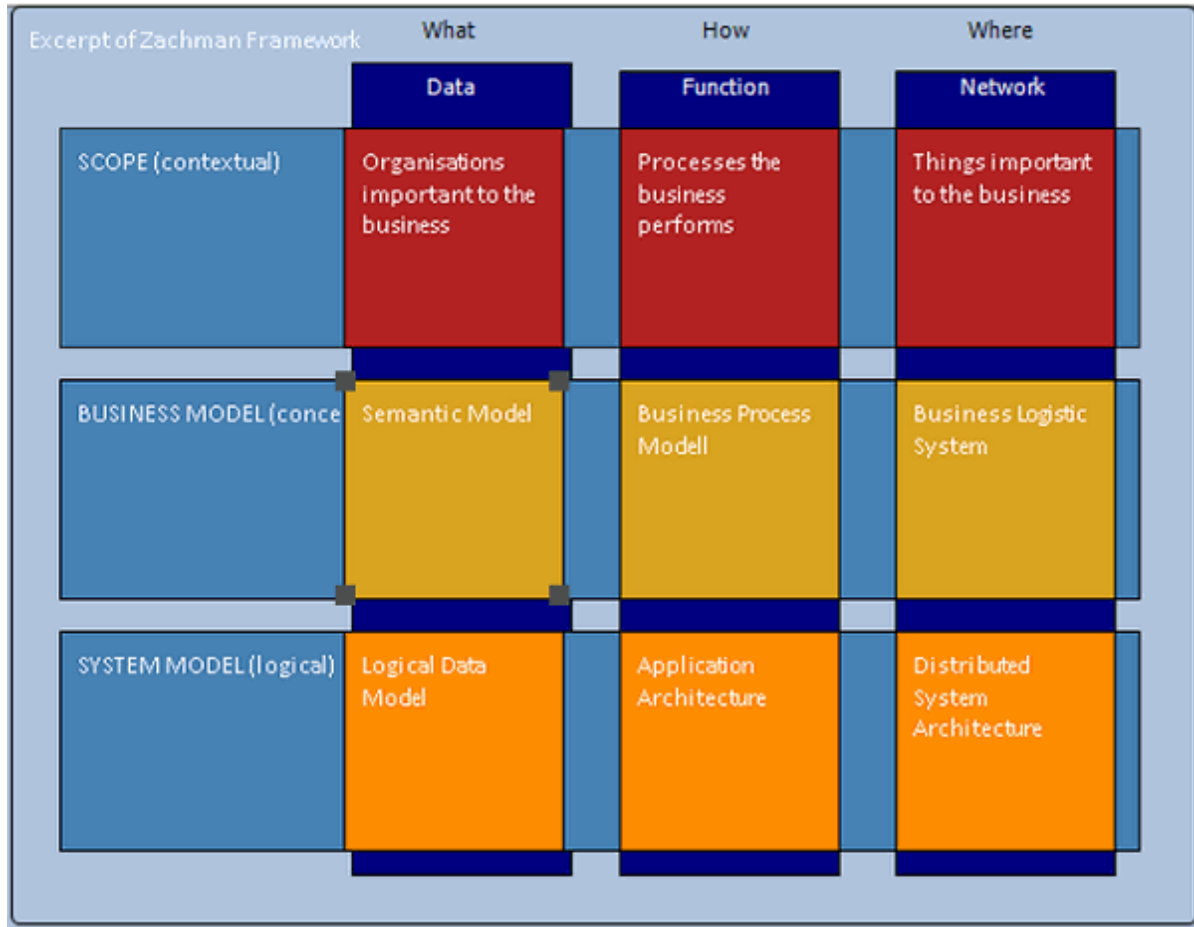 Excerpt of Zachman Framework
What
How
Where
Data
Function
Network
SCOPE (contextual)
Organisations
important to the
business
Processes the
business
performs
Things important
to the business
BUSINESS MODEL (conce
Semantic Model
Business Process
Modell
Business Logistic
System
SYSTEM MODEL (logical)
Logical Data
Model
Application
Architecture
Distributed
System
Architecture